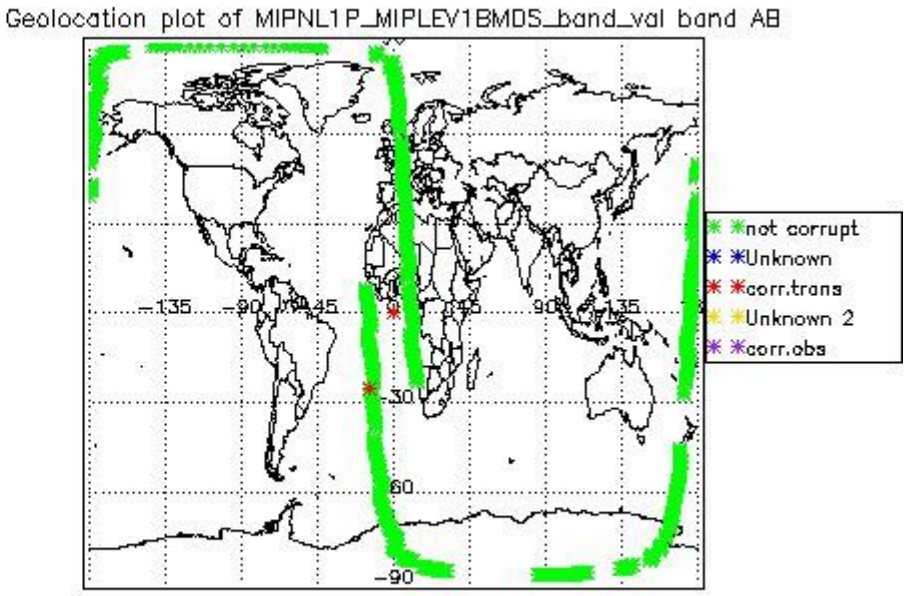 Geolocation plot of MIPNL1P_MIPLEV1BMDS_band_val band AB
not corrupt
Unknown
corr.trans
Unknown 2
corr.obs
-135
-90
-45
45
90
135
-30
-60
-90